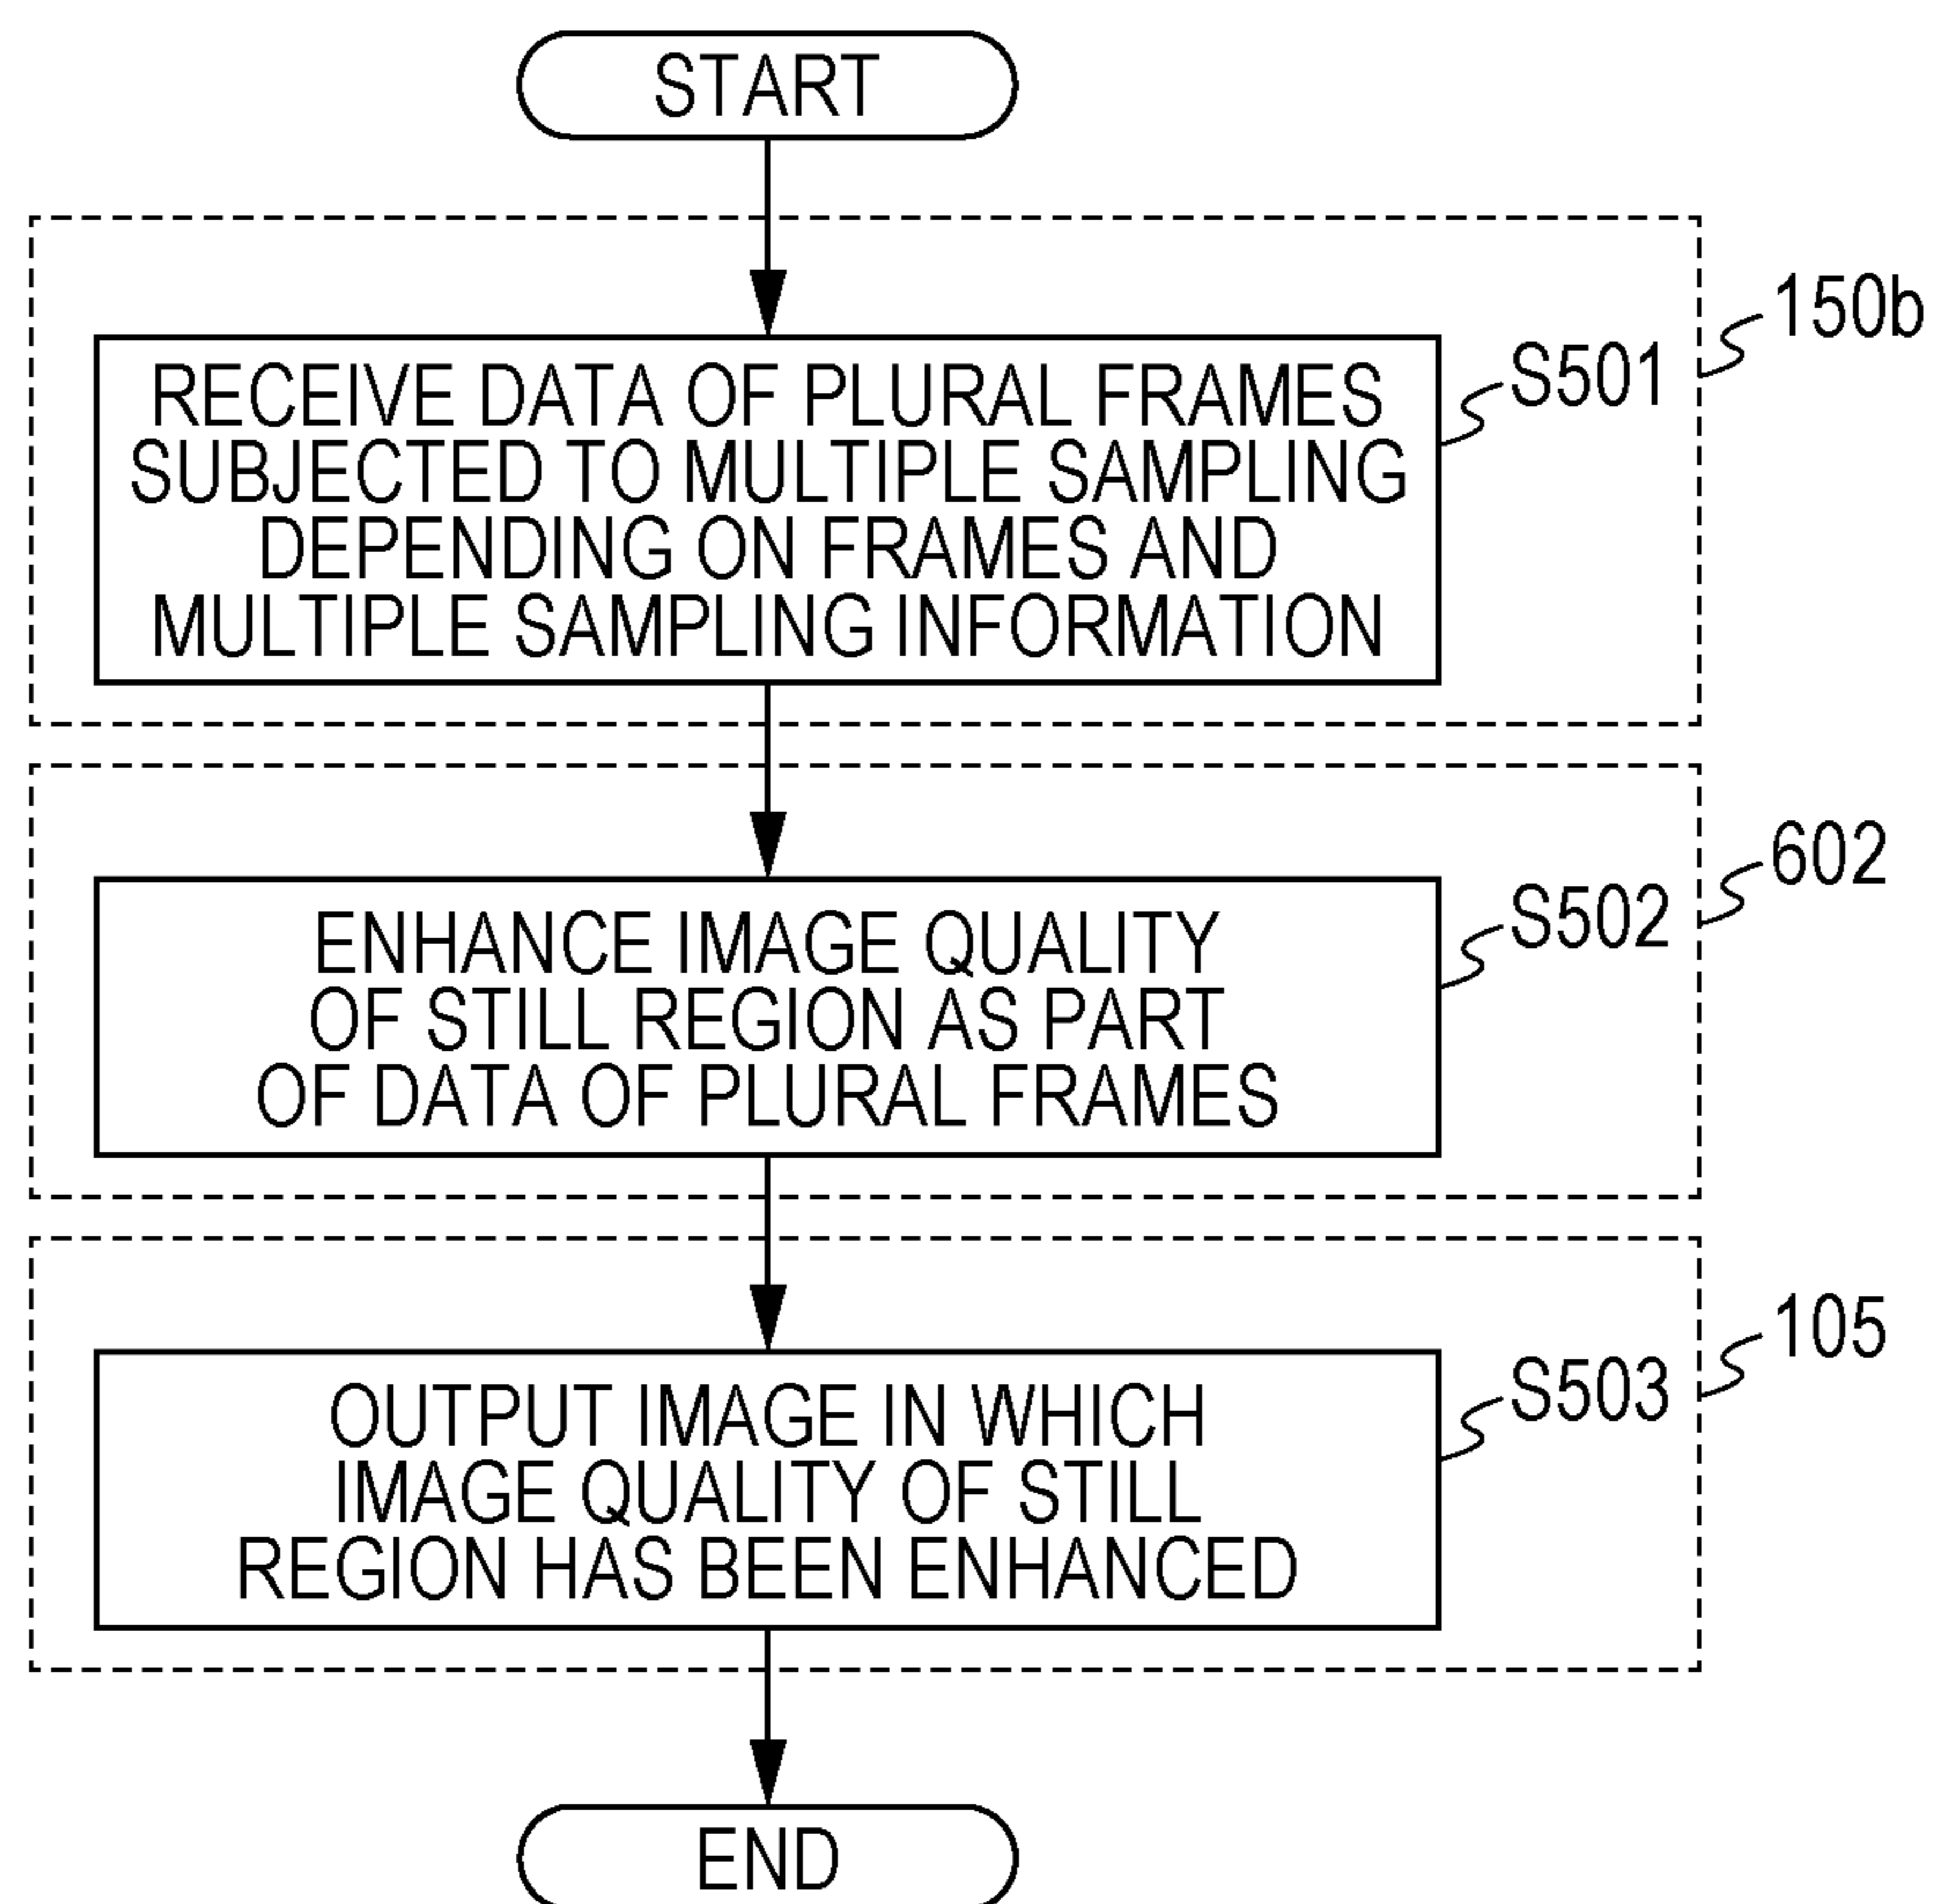 START
150b
S501
RECEIVE DATA OF PLURAL FRAMES
SUBJECTED TO MULTIPLE SAMPLING
DEPENDING ON FRAMES AND
MULTIPLE SAMPLING INFORMATION
602
S502
ENHANCE IMAGE QUALITY
OF STILL REGION AS PART
OF DATA OF PLURAL FRAMES
105
S503
OUTPUT IMAGE IN WHICH
IMAGE QUALITY OF STILL
REGION HAS BEEN ENHANCED
END